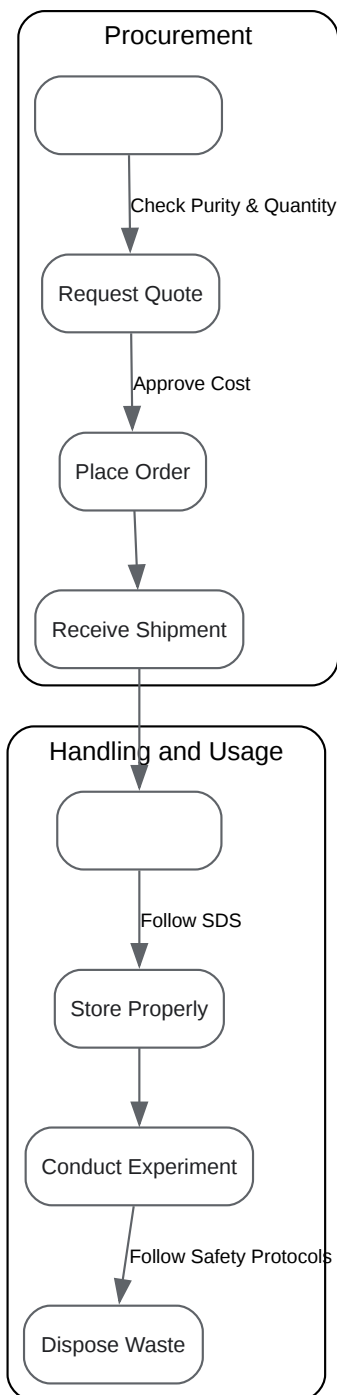 Procurement
Check Purity & Quantity
Request Quote
Approve Cost
Place Order
Receive Shipment
Handling and Usage
Follow SDS
Store Properly
Conduct Experiment
Follow Safety Protocols
Dispose Waste